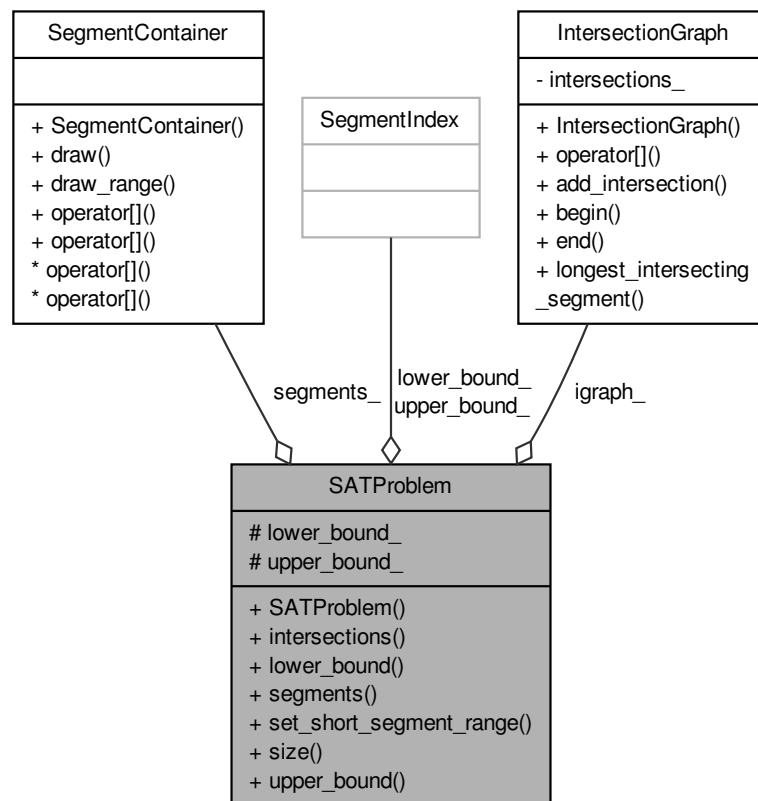 SegmentContainer
+ SegmentContainer()
+ draw()
+ draw_range()
+ operator[]()
+ operator[]()
* operator[]()
* operator[]()
SegmentIndex
IntersectionGraph
- intersections_
+ IntersectionGraph()
+ operator[]()
+ add_intersection()
+ begin()
+ end()
+ longest_intersecting
_segment()
segments_
lower_bound_
upper_bound_
igraph_
SATProblem
# lower_bound_
# upper_bound_
+ SATProblem()
+ intersections()
+ lower_bound()
+ segments()
+ set_short_segment_range()
+ size()
+ upper_bound()